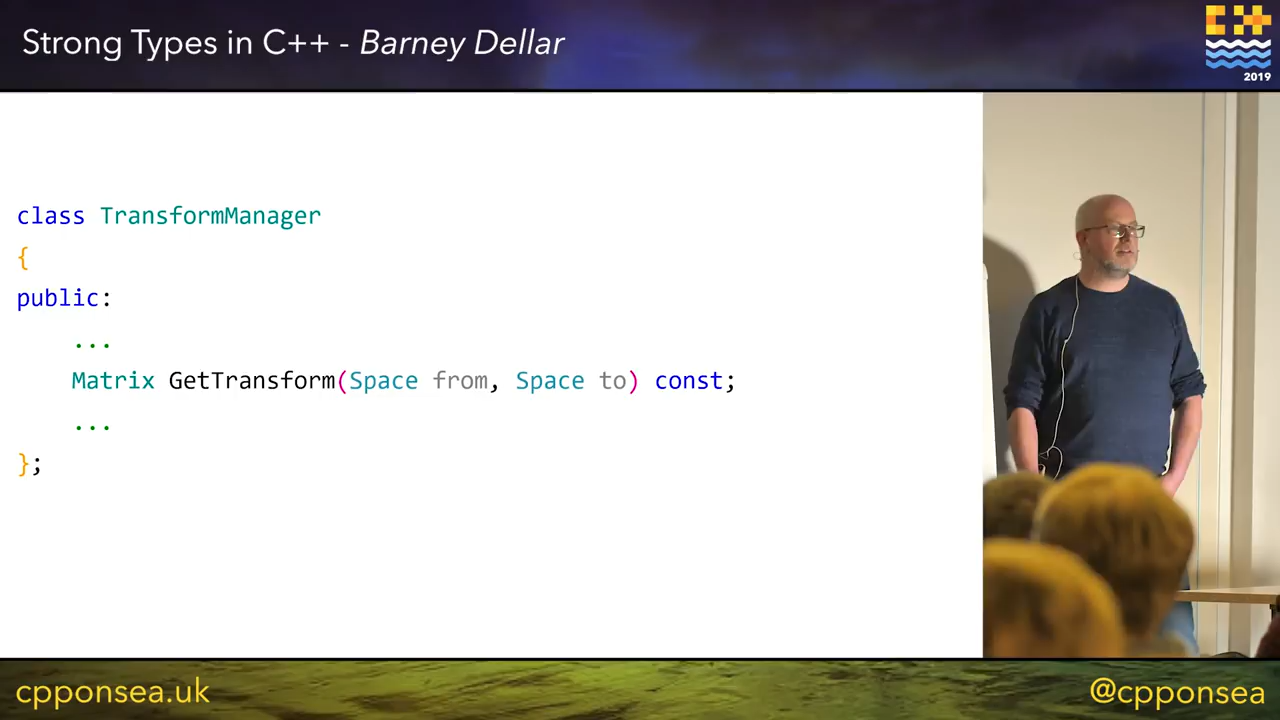 Strong Types in C++ - Barney Dellar
2019
class TransformManager
{
public:
...
Matrix GetTransform(Space from, Space to) const;
...
};
cpponsea.uk
@cpponsea